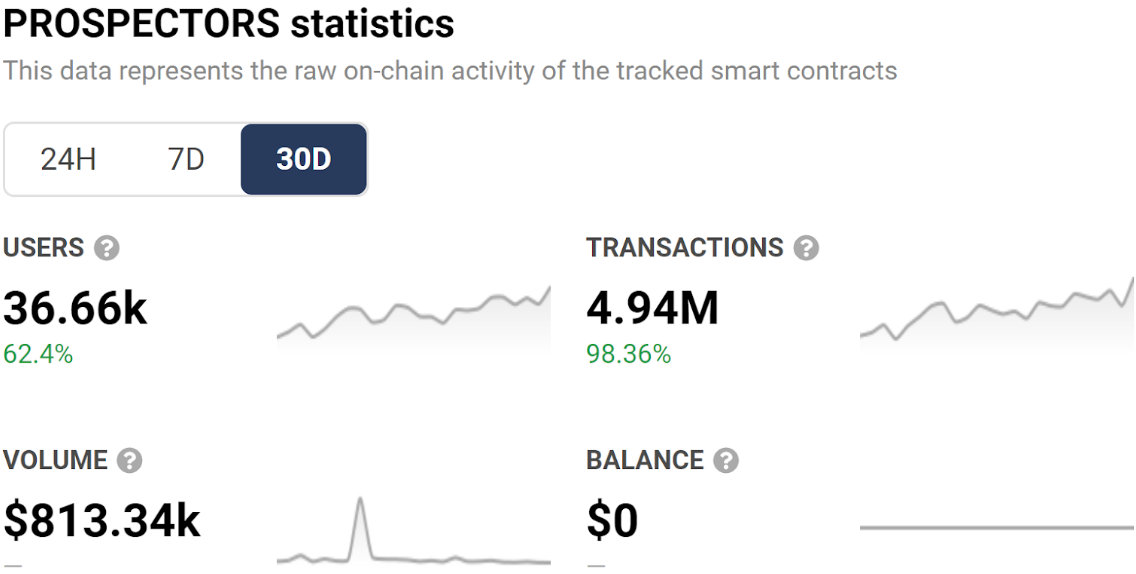 PROSPECTORS statistics
This data represents the raw on-chain activity of the tracked smart contracts
24H 7D 30D
USERS ?
36.66k
62.4%
TRANSACTIONS ?
4.94M
98.36%
VOLUME ?
$813.34k
—
BALANCE ?
$0
—